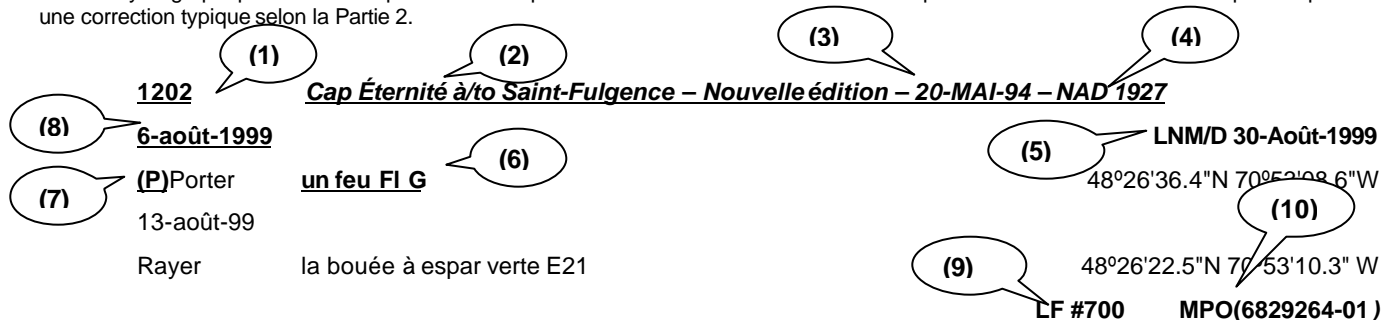 une correction typique selon la Partie 2.
(1) (2) (3) (4)
1202 Cap Éternité à/to Saint-Fulgence – Nouvelle édition – 20-MAI-94 – NAD 1927
(8) 6-août-1999 (5) LNM/D 30-Août-1999
(7) (P)Porter un feu Fl G (6) 48º26'36.4"N
13-août-99 (10)
Rayer la bouée à espar verte E21 (9) 48º26'22.5"N 70º53'10.3" W
LF #700 MPO(6829264-01)